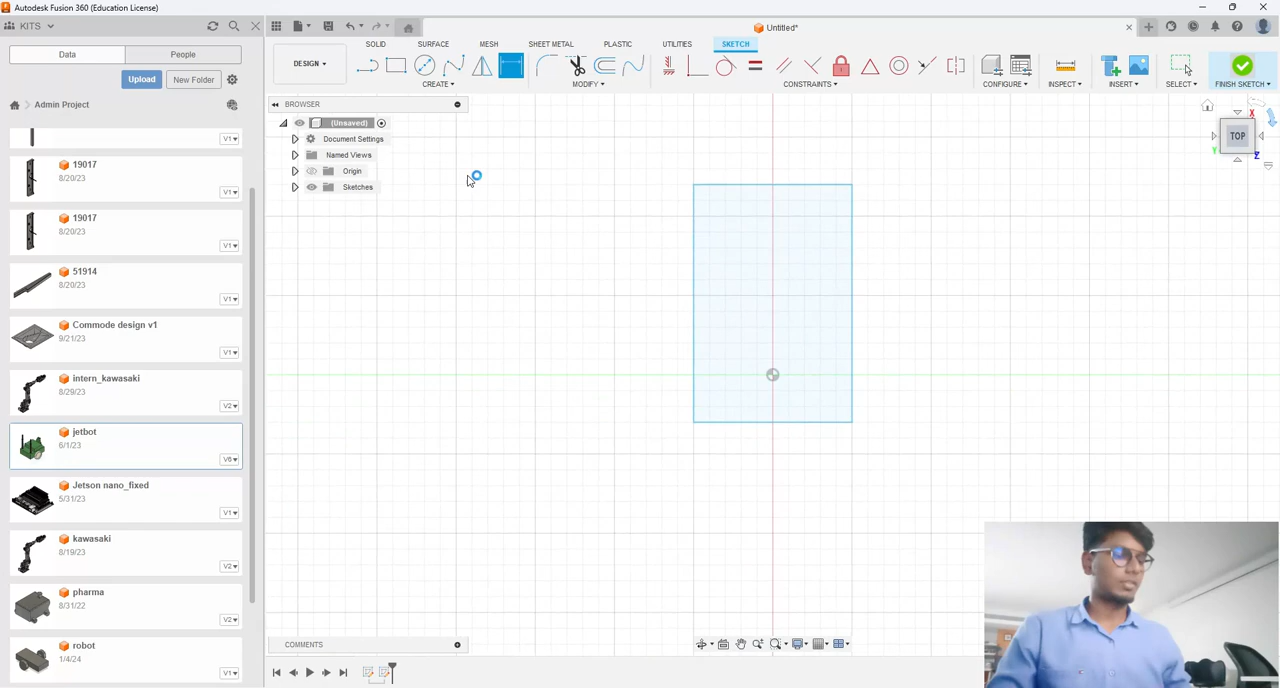 Autodesk Fusion 360 (Education License)
KITS
Untitled*
Data People
Upload New Folder
Admin Project
V1
19017
8/20/23
V1
19017
8/20/23
V1
51914
8/20/23
V1
Commode design v1
9/21/23
V1
intern_kawasaki
8/29/23
V2
jetbot
6/1/23
V6
Jetson nano_fixed
5/31/23
V1
kawasaki
8/19/23
V2
pharma
8/31/22
V2
robot
1/4/24
V1
SOLID SURFACE MESH SHEET METAL PLASTIC UTILITIES SKETCH
DESIGN
CREATE MODIFY CONSTRAINTS CONFIGURE INSPECT INSERT SELECT FINISH SKETCH
BROWSER
(Unsaved)
Document Settings
Named Views
Origin
Sketches
X
TOP
Y
Z
COMMENTS